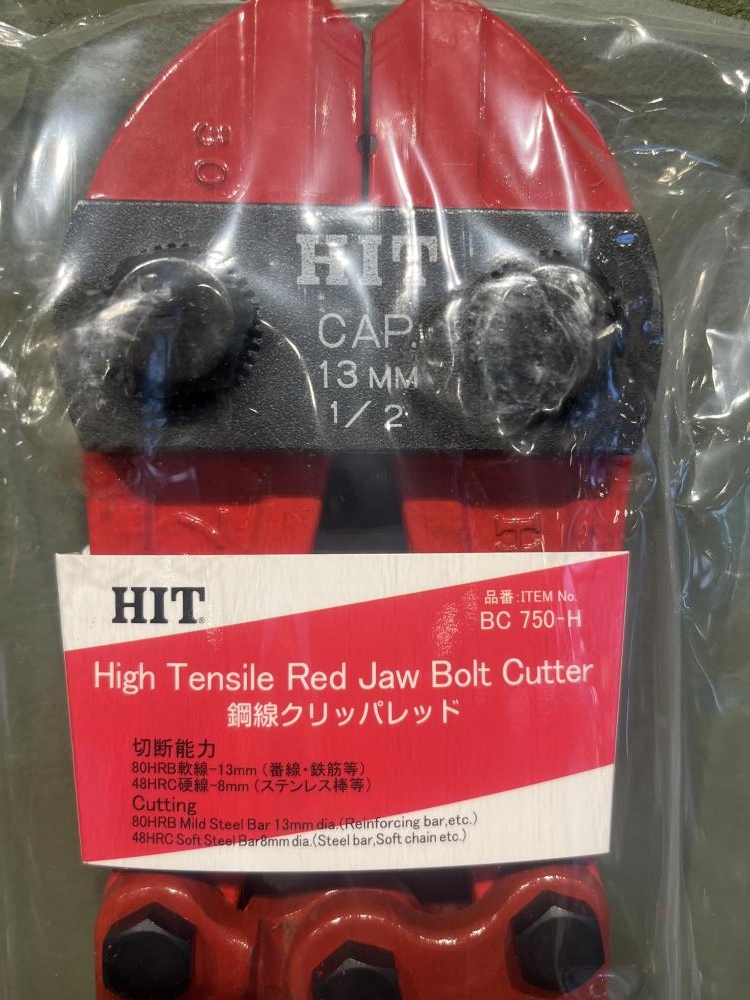 30
HIT
CAP.
13 MM
1/2
H
HIT
品番:ITEM No.
BC 750-H
High Tensile Red Jaw Bolt Cutter
鋼線クリッパレッド
切断能力
80HRB軟線-13mm (番線・鉄筋等)
48HRC硬線-8mm (ステンレス棒等)
Cutting
80HRB Mild Steel Bar 13mm dia.(Reinforcing bar,etc.)
48HRC Soft Steel Bar8mm dia.(Steel bar,Soft chain etc.)